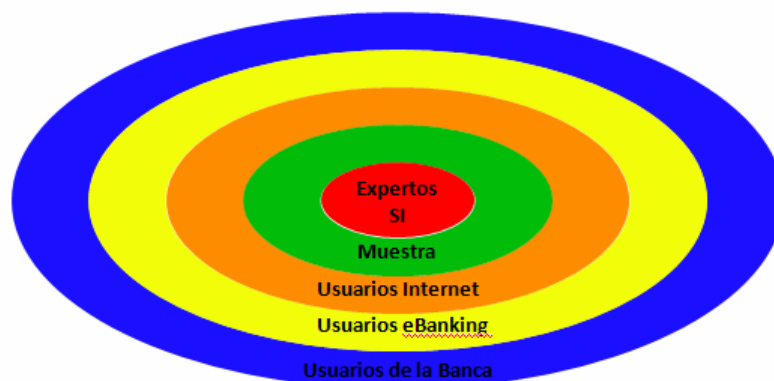 Expertos
SI
Muestra
Usuarios Internet
Usuarios eBanking
Usuarios de la Banca